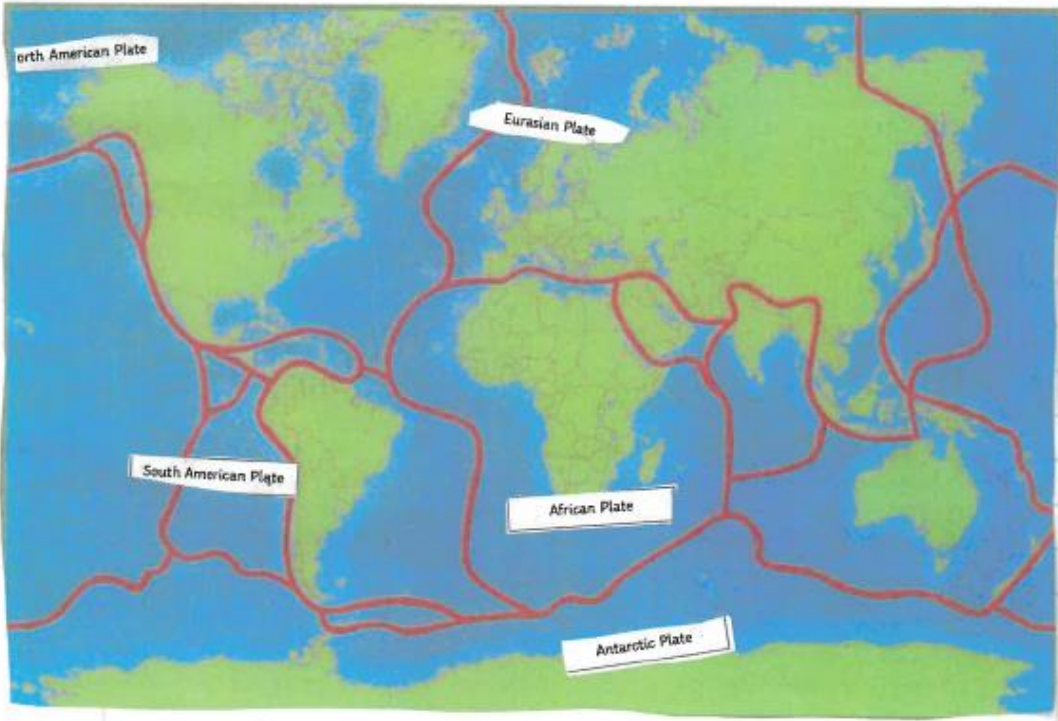 orth American Plate
Eurasian Plate
South American Plate
African Plate
Antarctic Plate